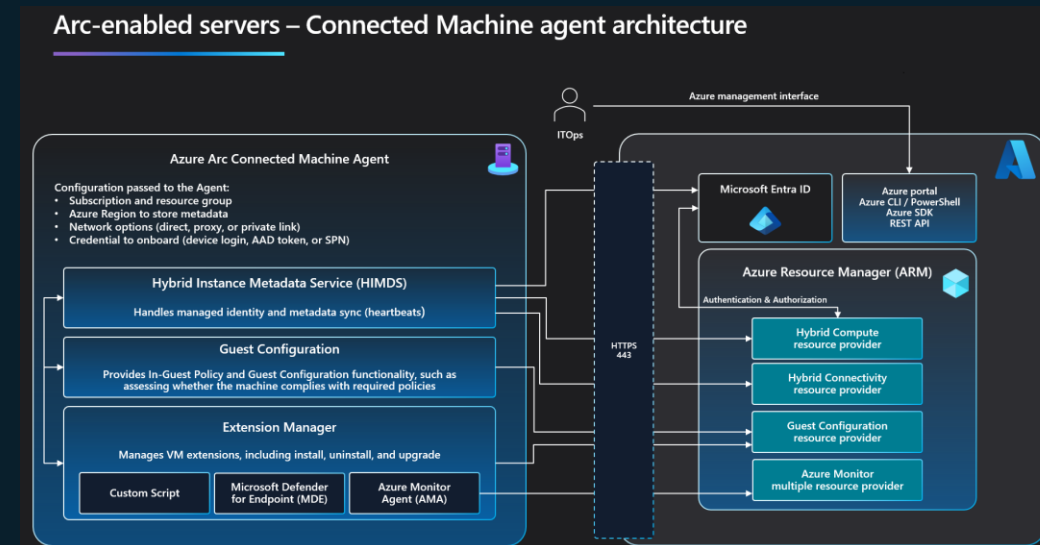 Arc-enabled servers – Connected Machine agent architecture
Azure management interface
ITOps
Azure Arc Connected Machine Agent
Configuration passed to the Agent:
• Subscription and resource group
• Azure Region to store metadata
• Network options (direct, proxy, or private link)
• Credential to onboard (device login, AAD token, or SPN)
Hybrid Instance Metadata Service (HIMDS)
Handles managed identity and metadata sync (heartbeats)
Guest Configuration
Provides In-Guest Policy and Guest Configuration functionality, such as
assessing whether the machine complies with required policies
Extension Manager
Manages VM extensions, including install, uninstall, and upgrade
Custom Script
Microsoft Defender
for Endpoint (MDE)
Azure Monitor
Agent (AMA)
HTTPS
443
Microsoft Entra ID
Azure portal
Azure CLI / PowerShell
Azure SDK
REST API
Azure Resource Manager (ARM)
Authentication & Authorization
Hybrid Compute
resource provider
Hybrid Connectivity
resource provider
Guest Configuration
resource provider
Azure Monitor
multiple resource provider